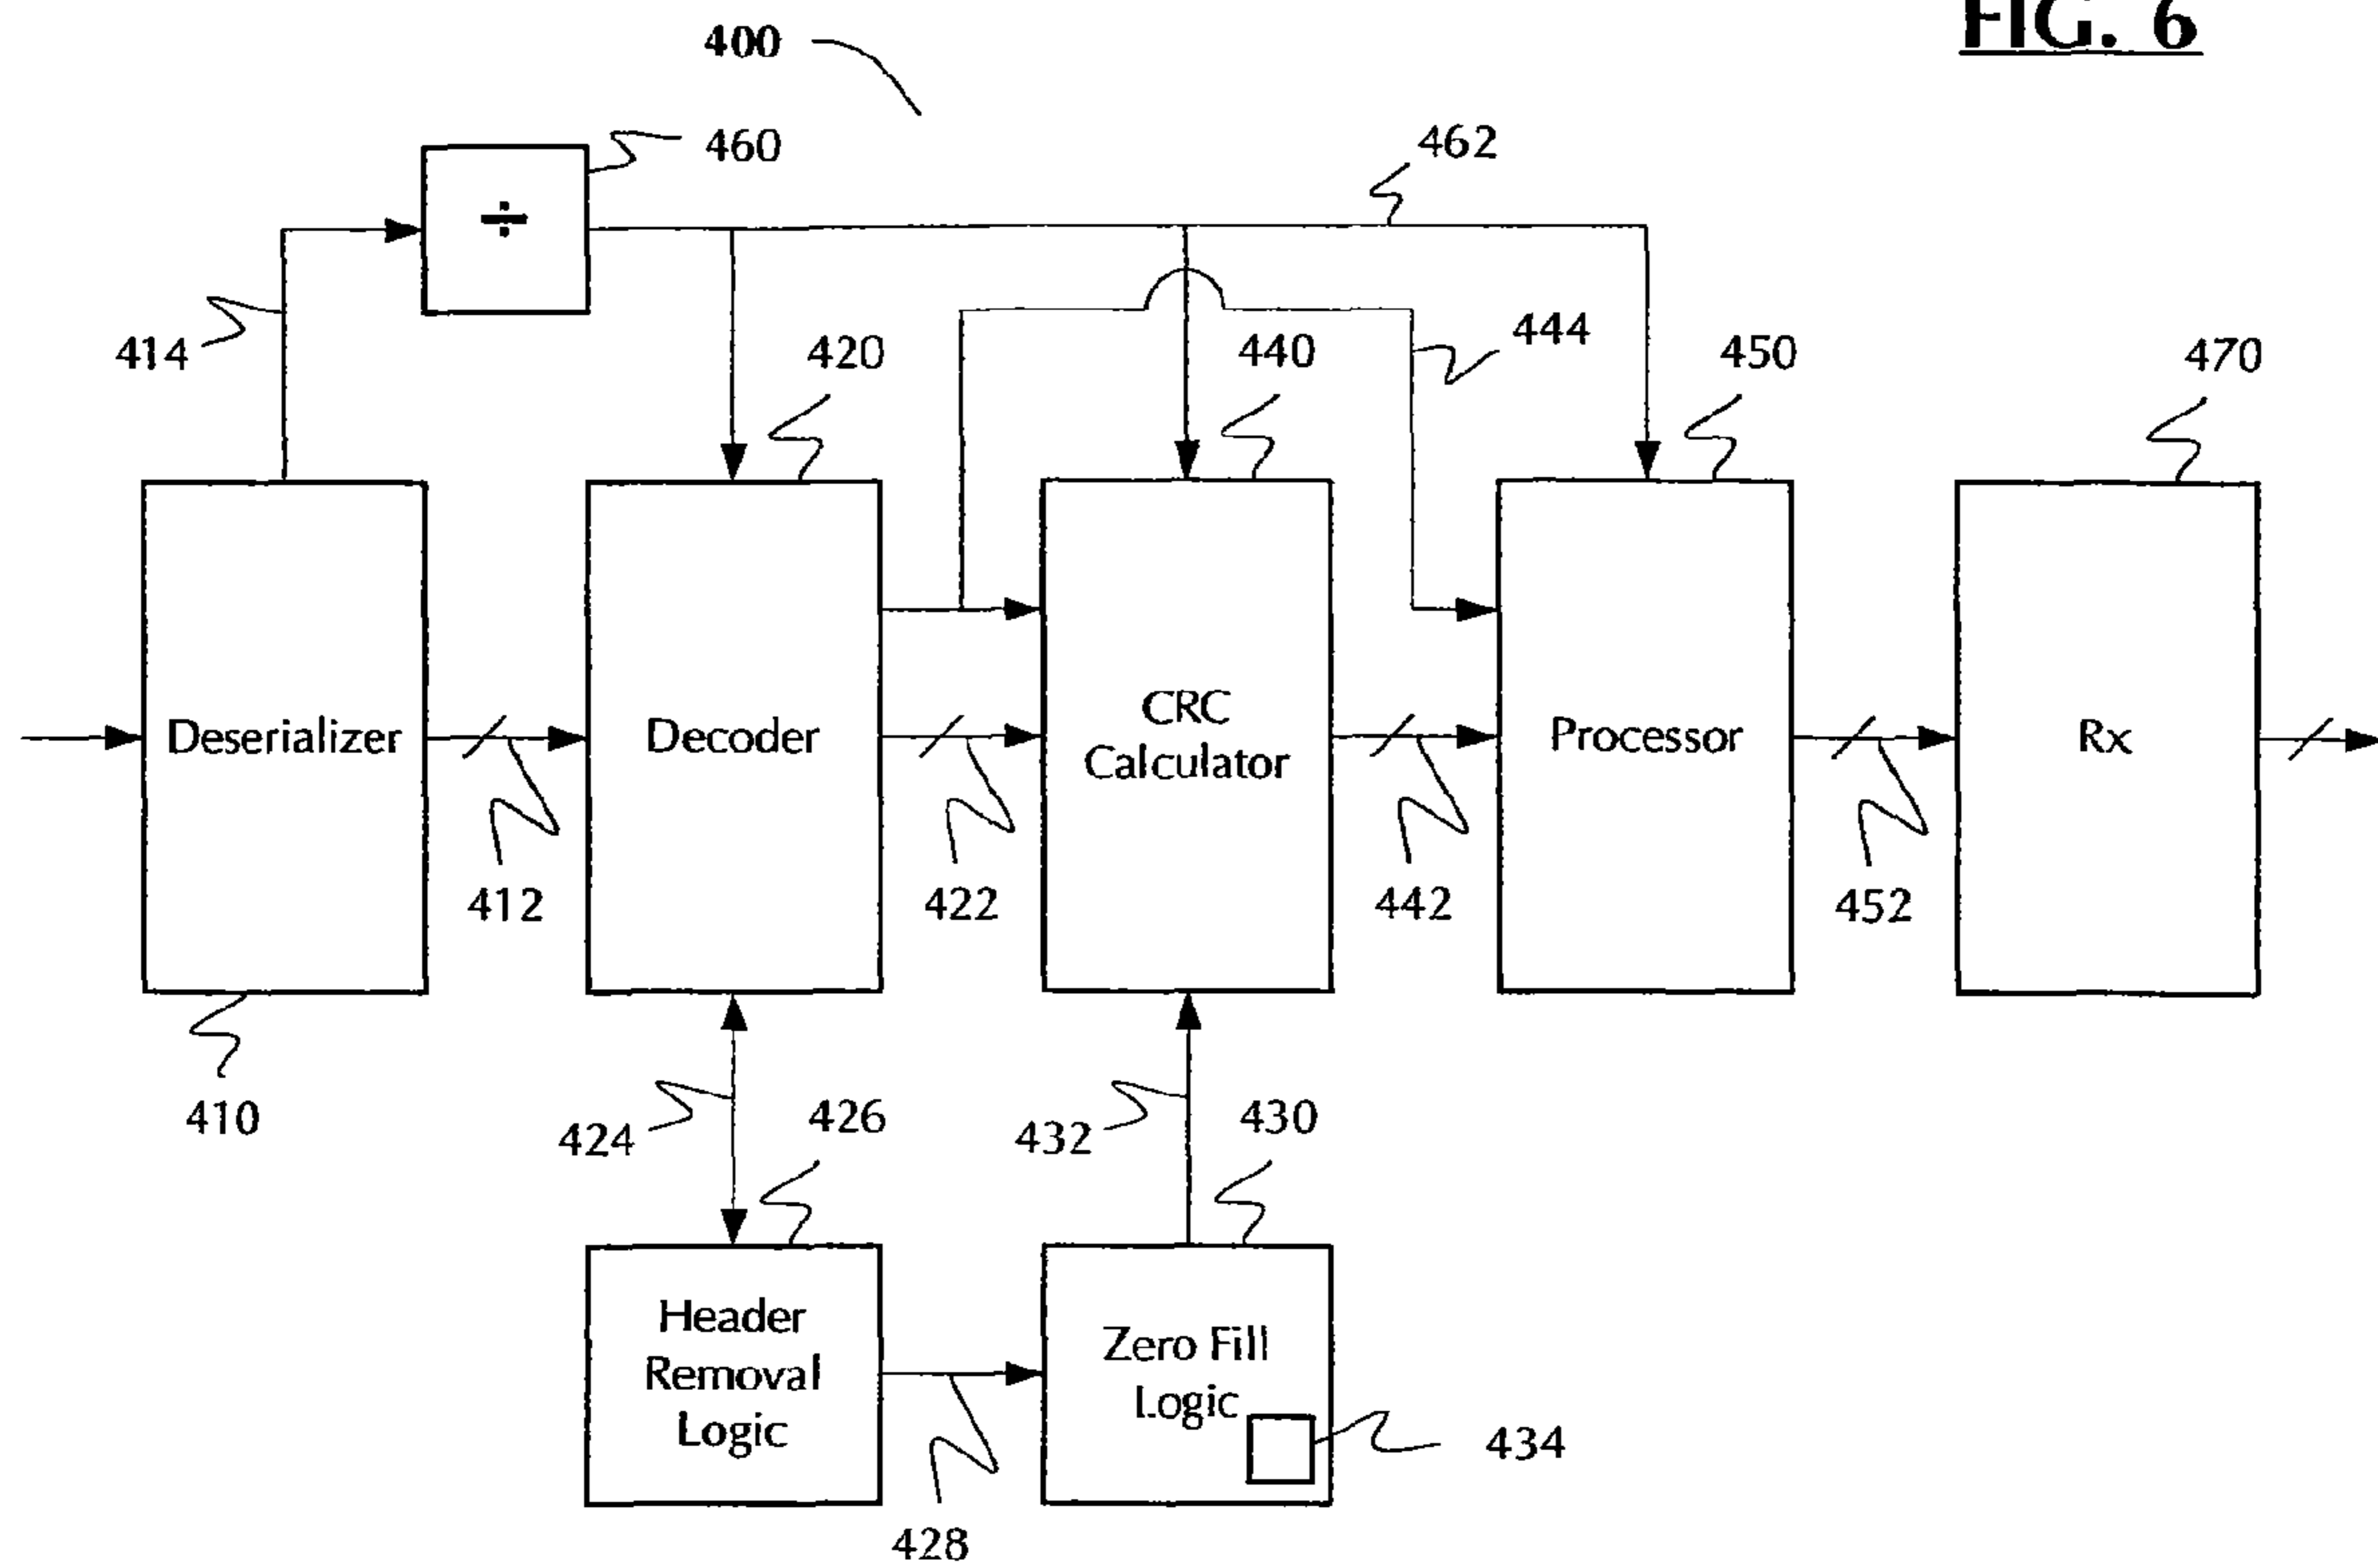 FIG. 6
400
460
÷
462
414
420
440
444
450
470
Deserializer
Decoder
CRC
Calculator
Processor
Rx
412
422
442
452
410
424
426
432
430
Header
Removal
Logic
Zero Fill
Logic
434
428